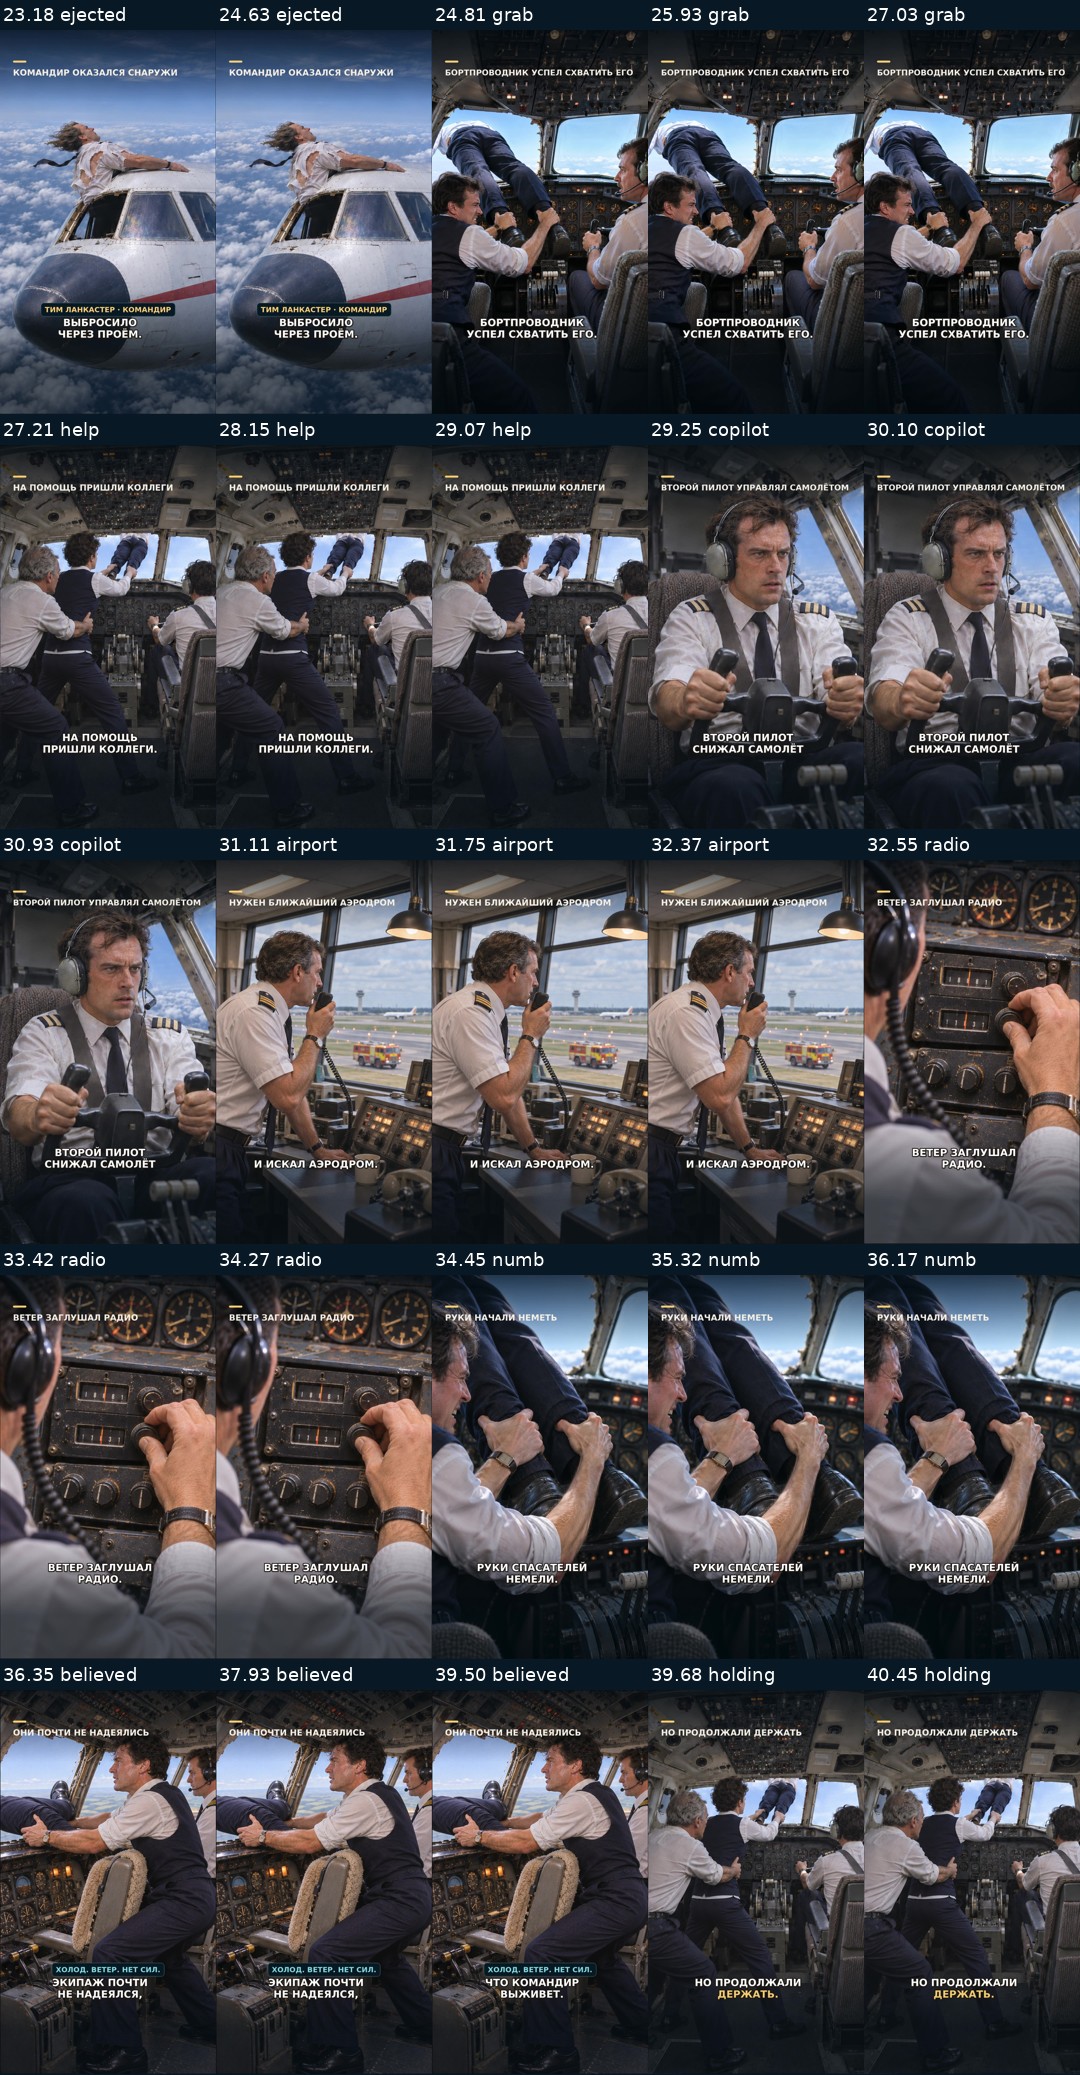 23.18 ejected
КОМАНДИР ОКАЗАЛСЯ СНАРУЖИ
ТИМ ЛАНКАСТЕР · КОМАНДИР
ВЫБРОСИЛО
ЧЕРЕЗ ПРОЁМ.
24.63 ejected
КОМАНДИР ОКАЗАЛСЯ СНАРУЖИ
ТИМ ЛАНКАСТЕР · КОМАНДИР
ВЫБРОСИЛО
ЧЕРЕЗ ПРОЁМ.
24.81 grab
БОРТПРОВОДНИК УСПЕЛ СХВАТИТЬ ЕГО
БОРТПРОВОДНИК
УСПЕЛ СХВАТИТЬ ЕГО.
25.93 grab
БОРТПРОВОДНИК УСПЕЛ СХВАТИТЬ ЕГО
БОРТПРОВОДНИК
УСПЕЛ СХВАТИТЬ ЕГО.
27.03 grab
БОРТПРОВОДНИК УСПЕЛ СХВАТИТЬ ЕГО
БОРТПРОВОДНИК
УСПЕЛ СХВАТИТЬ ЕГО.
27.21 help
НА ПОМОЩЬ ПРИШЛИ КОЛЛЕГИ
НА ПОМОЩЬ
ПРИШЛИ КОЛЛЕГИ.
28.15 help
НА ПОМОЩЬ ПРИШЛИ КОЛЛЕГИ
НА ПОМОЩЬ
ПРИШЛИ КОЛЛЕГИ.
29.07 help
НА ПОМОЩЬ ПРИШЛИ КОЛЛЕГИ
НА ПОМОЩЬ
ПРИШЛИ КОЛЛЕГИ.
29.25 copilot
ВТОРОЙ ПИЛОТ УПРАВЛЯЛ САМОЛЁТОМ
ВТОРОЙ ПИЛОТ
СНИЖАЛ САМОЛЁТ
30.10 copilot
ВТОРОЙ ПИЛОТ УПРАВЛЯЛ САМОЛЁТОМ
ВТОРОЙ ПИЛОТ
СНИЖАЛ САМОЛЁТ
30.93 copilot
ВТОРОЙ ПИЛОТ УПРАВЛЯЛ САМОЛЁТОМ
ВТОРОЙ ПИЛОТ
СНИЖАЛ САМОЛЁТ
31.11 airport
НУЖЕН БЛИЖАЙШИЙ АЭРОДРОМ
И ИСКАЛ АЭРОДРОМ.
31.75 airport
НУЖЕН БЛИЖАЙШИЙ АЭРОДРОМ
И ИСКАЛ АЭРОДРОМ.
32.37 airport
НУЖЕН БЛИЖАЙШИЙ АЭРОДРОМ
И ИСКАЛ АЭРОДРОМ.
32.55 radio
ВЕТЕР ЗАГЛУШАЛ РАДИО
ВЕТЕР ЗАГЛУШАЛ
РАДИО.
33.42 radio
ВЕТЕР ЗАГЛУШАЛ РАДИО
ВЕТЕР ЗАГЛУШАЛ
РАДИО.
34.27 radio
ВЕТЕР ЗАГЛУШАЛ РАДИО
ВЕТЕР ЗАГЛУШАЛ
РАДИО.
34.45 numb
РУКИ НАЧАЛИ НЕМЕТЬ
РУКИ СПАСАТЕЛЕЙ
НЕМЕЛИ.
35.32 numb
РУКИ НАЧАЛИ НЕМЕТЬ
РУКИ СПАСАТЕЛЕЙ
НЕМЕЛИ.
36.17 numb
РУКИ НАЧАЛИ НЕМЕТЬ
РУКИ СПАСАТЕЛЕЙ
НЕМЕЛИ.
36.35 believed
ОНИ ПОЧТИ НЕ НАДЕЯЛИСЬ
ХОЛОД. ВЕТЕР. НЕТ СИЛ.
ЭКИПАЖ ПОЧТИ
НЕ НАДЕЯЛСЯ,
37.93 believed
ОНИ ПОЧТИ НЕ НАДЕЯЛИСЬ
ХОЛОД. ВЕТЕР. НЕТ СИЛ.
ЭКИПАЖ ПОЧТИ
НЕ НАДЕЯЛСЯ,
39.50 believed
ОНИ ПОЧТИ НЕ НАДЕЯЛИСЬ
ХОЛОД. ВЕТЕР. НЕТ СИЛ.
ЧТО КОМАНДИР
ВЫЖИВЕТ.
39.68 holding
НО ПРОДОЛЖАЛИ ДЕРЖАТЬ
НО ПРОДОЛЖАЛИ
ДЕРЖАТЬ.
40.45 holding
НО ПРОДОЛЖАЛИ ДЕРЖАТЬ
НО ПРОДОЛЖАЛИ
ДЕРЖАТЬ.